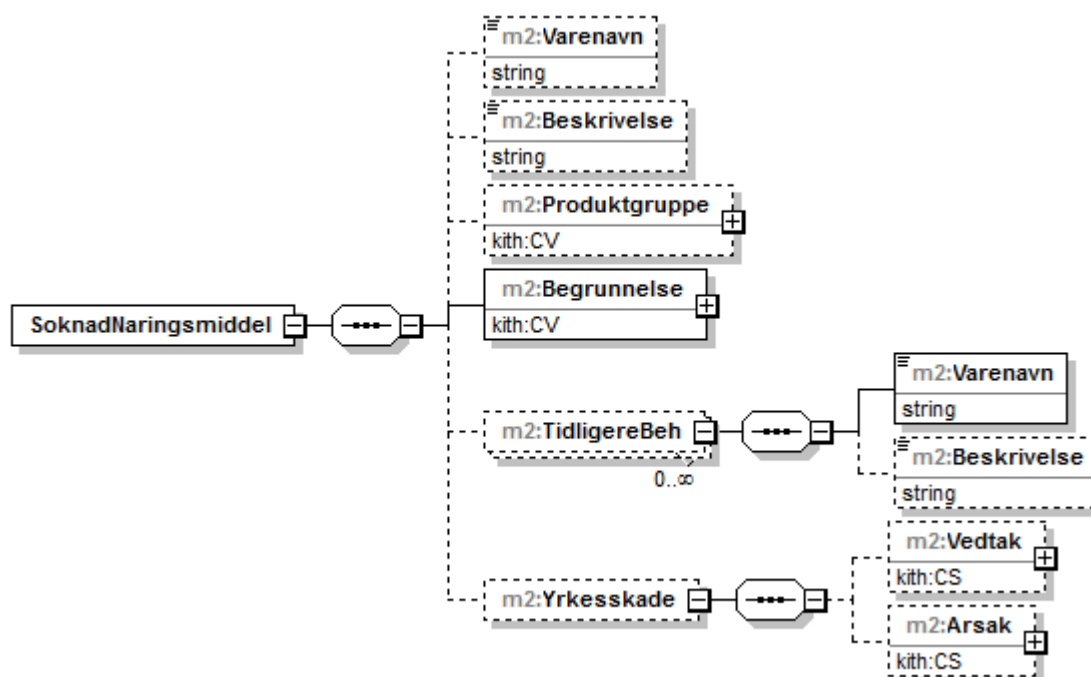 m2:Varenavn
string
m2:Beskrivelse
string
m2:Produktgruppe
kith:CV
SoknadNaringsmiddel
m2:Begrunnelse
kith:CV
m2:TidligereBeh
0..∞
m2:Varenavn
string
m2:Beskrivelse
string
m2:Yrkesskade
m2:Vedtak
kith:CS
m2:Arsak
kith:CS